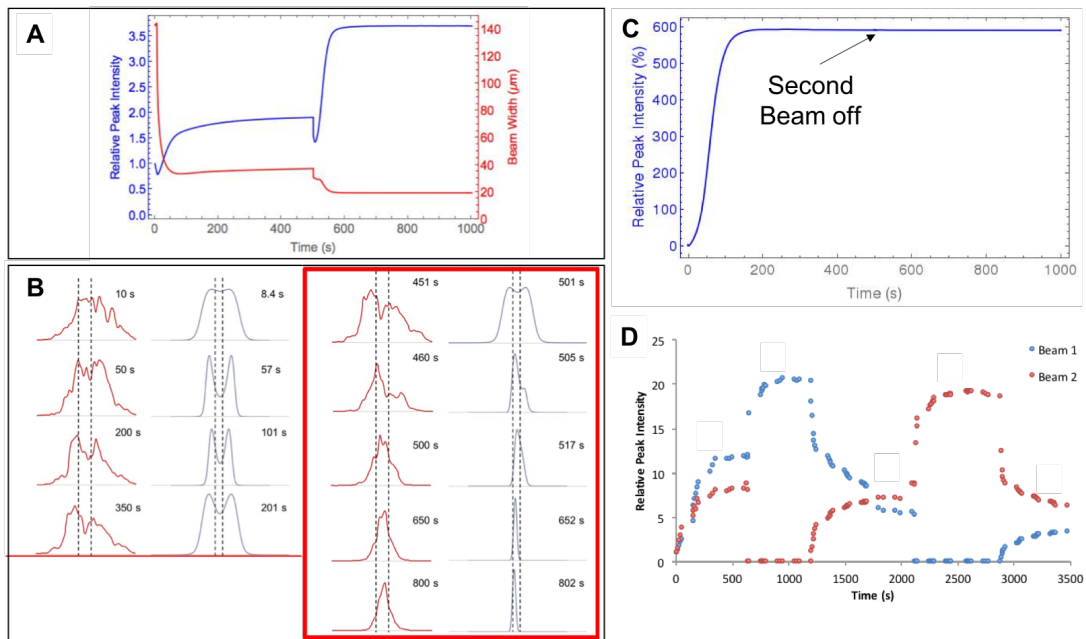 A
Relative Peak Intensity
3.5
3.0
2.5
2.0
1.5
1.0
0.5
0.0
0 200 400 600 800 1000
Time (s)
140
120
100
80
60
40
20
0
Beam Width (μm)
B
10 s 8.4 s
50 s 57 s
200 s 101 s
350 s 201 s
451 s 501 s
460 s 505 s
500 s 517 s
650 s 652 s
800 s 802 s
C
Relative Peak Intensity (%)
600
500
400
300
200
100
0
0 200 400 600 800 1000
Time (s)
Second
Beam off
D
Beam 1
Beam 2
Relative Peak Intensity
25
20
15
10
5
0
0 500 1000 1500 2000 2500 3000 3500
Time (s)